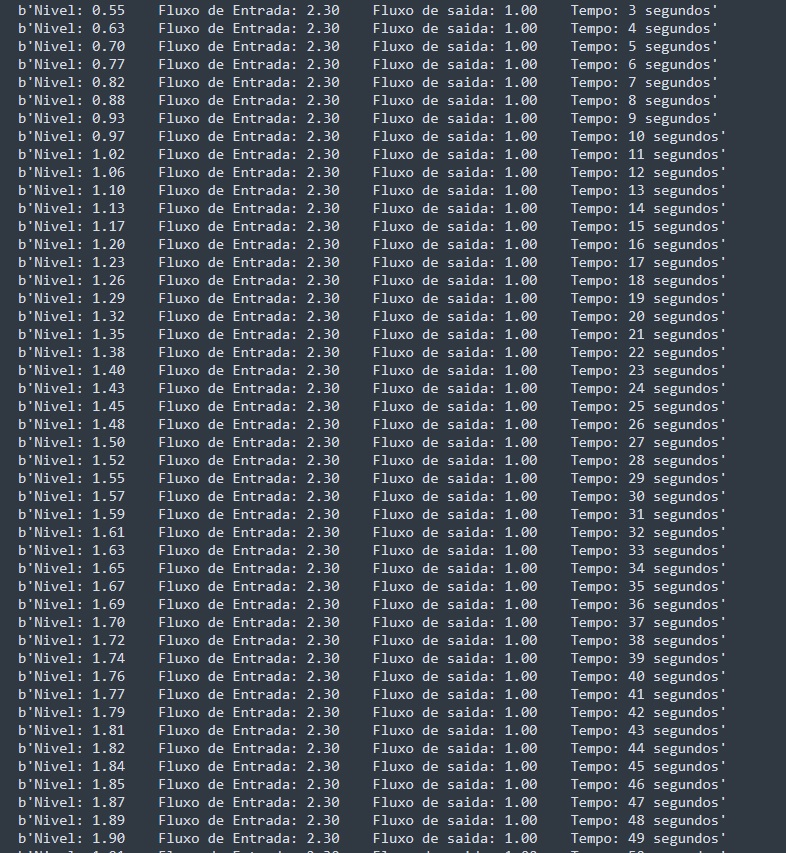 b'Nivel: 0.55    Fluxo de Entrada: 2.30    Fluxo de saida: 1.00    Tempo: 3 segundos'
b'Nivel: 0.63    Fluxo de Entrada: 2.30    Fluxo de saida: 1.00    Tempo: 4 segundos'
b'Nivel: 0.70    Fluxo de Entrada: 2.30    Fluxo de saida: 1.00    Tempo: 5 segundos'
b'Nivel: 0.77    Fluxo de Entrada: 2.30    Fluxo de saida: 1.00    Tempo: 6 segundos'
b'Nivel: 0.82    Fluxo de Entrada: 2.30    Fluxo de saida: 1.00    Tempo: 7 segundos'
b'Nivel: 0.88    Fluxo de Entrada: 2.30    Fluxo de saida: 1.00    Tempo: 8 segundos'
b'Nivel: 0.93    Fluxo de Entrada: 2.30    Fluxo de saida: 1.00    Tempo: 9 segundos'
b'Nivel: 0.97    Fluxo de Entrada: 2.30    Fluxo de saida: 1.00    Tempo: 10 segundos'
b'Nivel: 1.02    Fluxo de Entrada: 2.30    Fluxo de saida: 1.00    Tempo: 11 segundos'
b'Nivel: 1.06    Fluxo de Entrada: 2.30    Fluxo de saida: 1.00    Tempo: 12 segundos'
b'Nivel: 1.10    Fluxo de Entrada: 2.30    Fluxo de saida: 1.00    Tempo: 13 segundos'
b'Nivel: 1.13    Fluxo de Entrada: 2.30    Fluxo de saida: 1.00    Tempo: 14 segundos'
b'Nivel: 1.17    Fluxo de Entrada: 2.30    Fluxo de saida: 1.00    Tempo: 15 segundos'
b'Nivel: 1.20    Fluxo de Entrada: 2.30    Fluxo de saida: 1.00    Tempo: 16 segundos'
b'Nivel: 1.23    Fluxo de Entrada: 2.30    Fluxo de saida: 1.00    Tempo: 17 segundos'
b'Nivel: 1.26    Fluxo de Entrada: 2.30    Fluxo de saida: 1.00    Tempo: 18 segundos'
b'Nivel: 1.29    Fluxo de Entrada: 2.30    Fluxo de saida: 1.00    Tempo: 19 segundos'
b'Nivel: 1.32    Fluxo de Entrada: 2.30    Fluxo de saida: 1.00    Tempo: 20 segundos'
b'Nivel: 1.35    Fluxo de Entrada: 2.30    Fluxo de saida: 1.00    Tempo: 21 segundos'
b'Nivel: 1.38    Fluxo de Entrada: 2.30    Fluxo de saida: 1.00    Tempo: 22 segundos'
b'Nivel: 1.40    Fluxo de Entrada: 2.30    Fluxo de saida: 1.00    Tempo: 23 segundos'
b'Nivel: 1.43    Fluxo de Entrada: 2.30    Fluxo de saida: 1.00    Tempo: 24 segundos'
b'Nivel: 1.45    Fluxo de Entrada: 2.30    Fluxo de saida: 1.00    Tempo: 25 segundos'
b'Nivel: 1.48    Fluxo de Entrada: 2.30    Fluxo de saida: 1.00    Tempo: 26 segundos'
b'Nivel: 1.50    Fluxo de Entrada: 2.30    Fluxo de saida: 1.00    Tempo: 27 segundos'
b'Nivel: 1.52    Fluxo de Entrada: 2.30    Fluxo de saida: 1.00    Tempo: 28 segundos'
b'Nivel: 1.55    Fluxo de Entrada: 2.30    Fluxo de saida: 1.00    Tempo: 29 segundos'
b'Nivel: 1.57    Fluxo de Entrada: 2.30    Fluxo de saida: 1.00    Tempo: 30 segundos'
b'Nivel: 1.59    Fluxo de Entrada: 2.30    Fluxo de saida: 1.00    Tempo: 31 segundos'
b'Nivel: 1.61    Fluxo de Entrada: 2.30    Fluxo de saida: 1.00    Tempo: 32 segundos'
b'Nivel: 1.63    Fluxo de Entrada: 2.30    Fluxo de saida: 1.00    Tempo: 33 segundos'
b'Nivel: 1.65    Fluxo de Entrada: 2.30    Fluxo de saida: 1.00    Tempo: 34 segundos'
b'Nivel: 1.67    Fluxo de Entrada: 2.30    Fluxo de saida: 1.00    Tempo: 35 segundos'
b'Nivel: 1.69    Fluxo de Entrada: 2.30    Fluxo de saida: 1.00    Tempo: 36 segundos'
b'Nivel: 1.70    Fluxo de Entrada: 2.30    Fluxo de saida: 1.00    Tempo: 37 segundos'
b'Nivel: 1.72    Fluxo de Entrada: 2.30    Fluxo de saida: 1.00    Tempo: 38 segundos'
b'Nivel: 1.74    Fluxo de Entrada: 2.30    Fluxo de saida: 1.00    Tempo: 39 segundos'
b'Nivel: 1.76    Fluxo de Entrada: 2.30    Fluxo de saida: 1.00    Tempo: 40 segundos'
b'Nivel: 1.77    Fluxo de Entrada: 2.30    Fluxo de saida: 1.00    Tempo: 41 segundos'
b'Nivel: 1.79    Fluxo de Entrada: 2.30    Fluxo de saida: 1.00    Tempo: 42 segundos'
b'Nivel: 1.81    Fluxo de Entrada: 2.30    Fluxo de saida: 1.00    Tempo: 43 segundos'
b'Nivel: 1.82    Fluxo de Entrada: 2.30    Fluxo de saida: 1.00    Tempo: 44 segundos'
b'Nivel: 1.84    Fluxo de Entrada: 2.30    Fluxo de saida: 1.00    Tempo: 45 segundos'
b'Nivel: 1.85    Fluxo de Entrada: 2.30    Fluxo de saida: 1.00    Tempo: 46 segundos'
b'Nivel: 1.87    Fluxo de Entrada: 2.30    Fluxo de saida: 1.00    Tempo: 47 segundos'
b'Nivel: 1.89    Fluxo de Entrada: 2.30    Fluxo de saida: 1.00    Tempo: 48 segundos'
b'Nivel: 1.90    Fluxo de Entrada: 2.30    Fluxo de saida: 1.00    Tempo: 49 segundos'